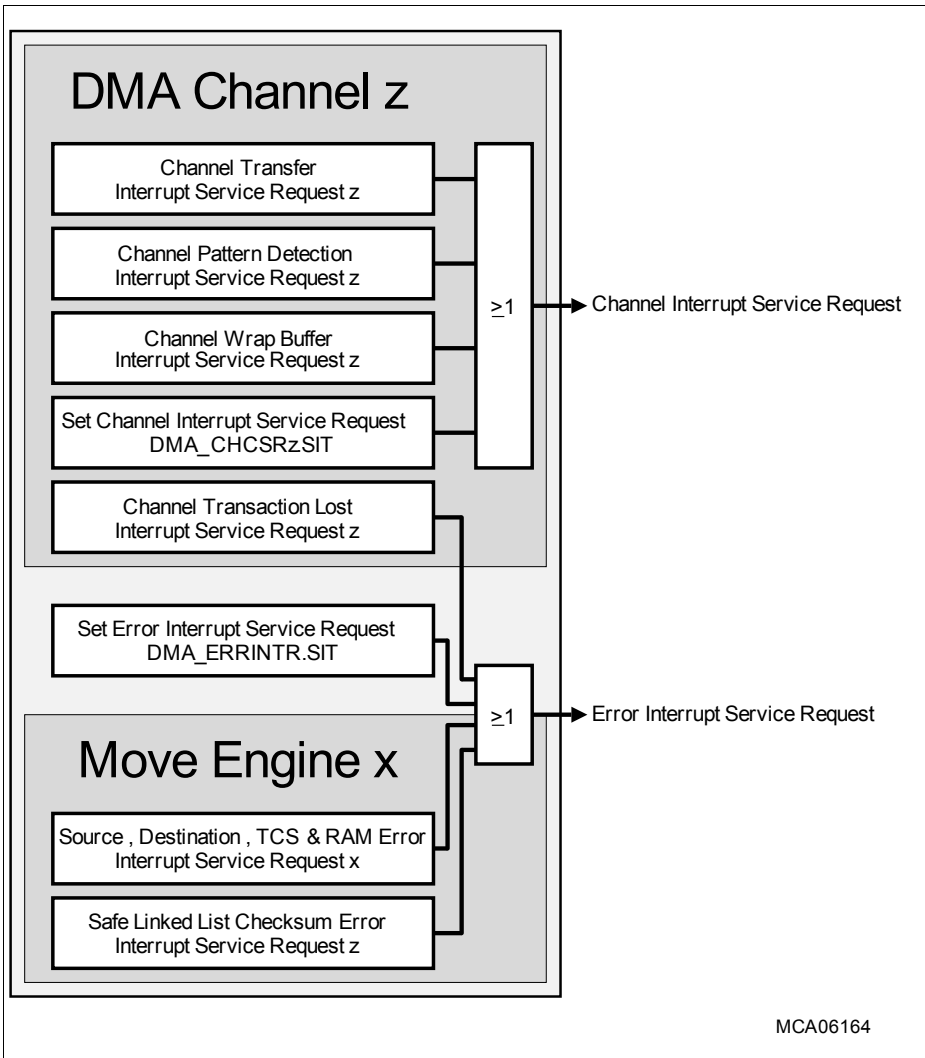 DMA Channel z
Channel Transfer
Interrupt Service Request z
Channel Pattern Detection
Interrupt Service Request z
≥1
Channel Interrupt Service Request
Channel Wrap Buffer
Interrupt Service Request z
Set Channel Interrupt Service Request
DMA_CHCSRz.SIT
Channel Transaction Lost
Interrupt Service Request z
Set Error Interrupt Service Request
DMA_ERRINTR.SIT
≥1
Error Interrupt Service Request
Move Engine x
Source , Destination , TCS & RAM Error
Interrupt Service Request x
Safe Linked List Checksum Error
Interrupt Service Request z
MCA06164